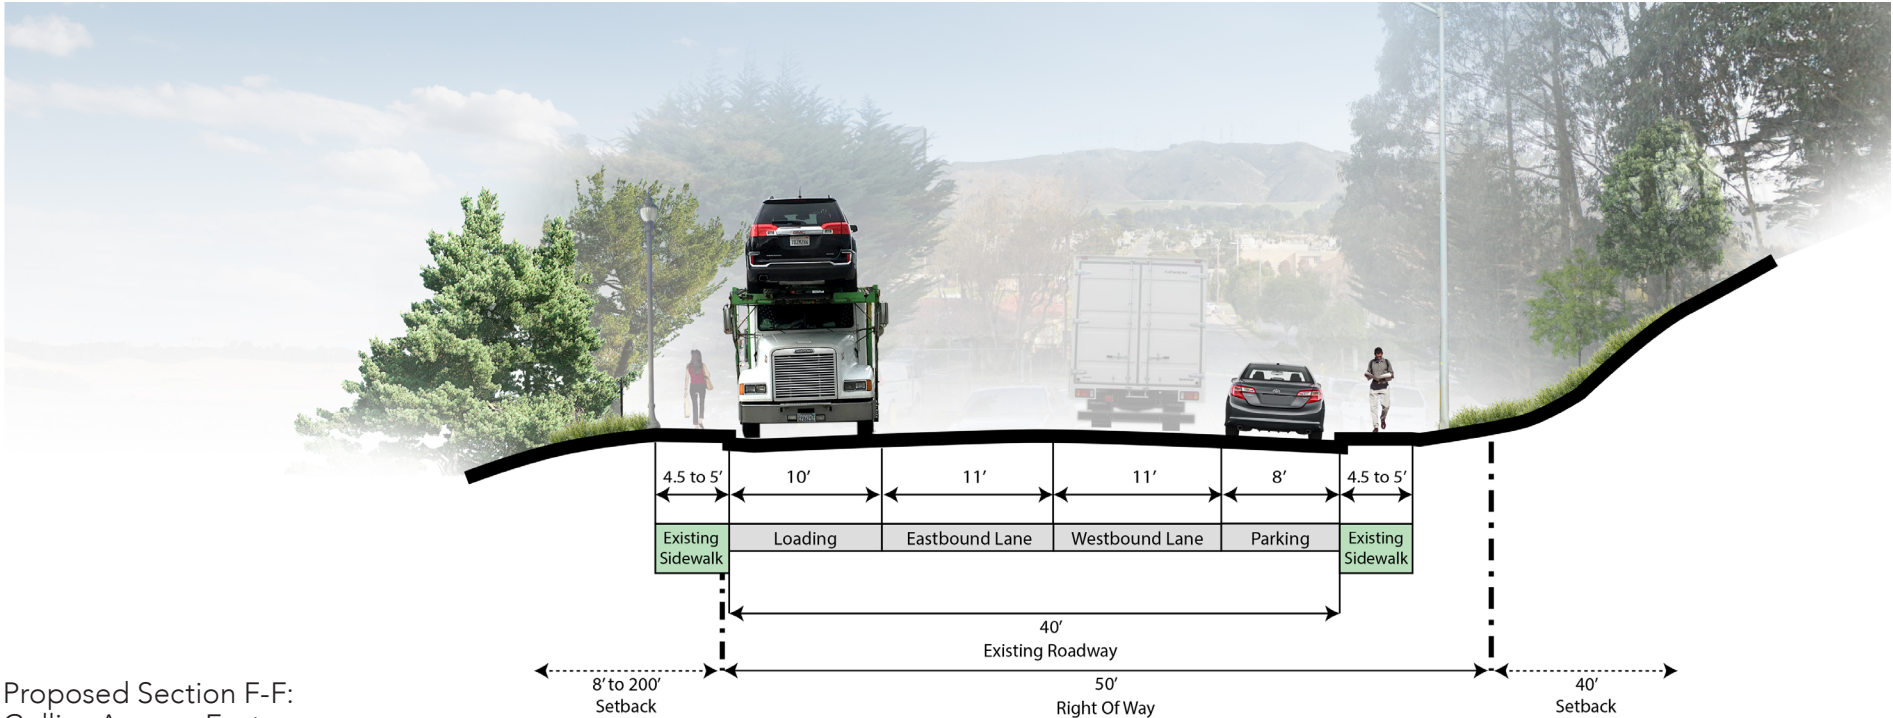 4.5 to 5’ 10’ 11’ 11’ 8’ 4.5 to 5’
Existing Sidewalk Loading Eastbound Lane Westbound Lane Parking Existing Sidewalk
40’
Existing Roadway
8’ to 200’ 50’ 40’
Setback Right Of Way Setback
Proposed Section F-F: